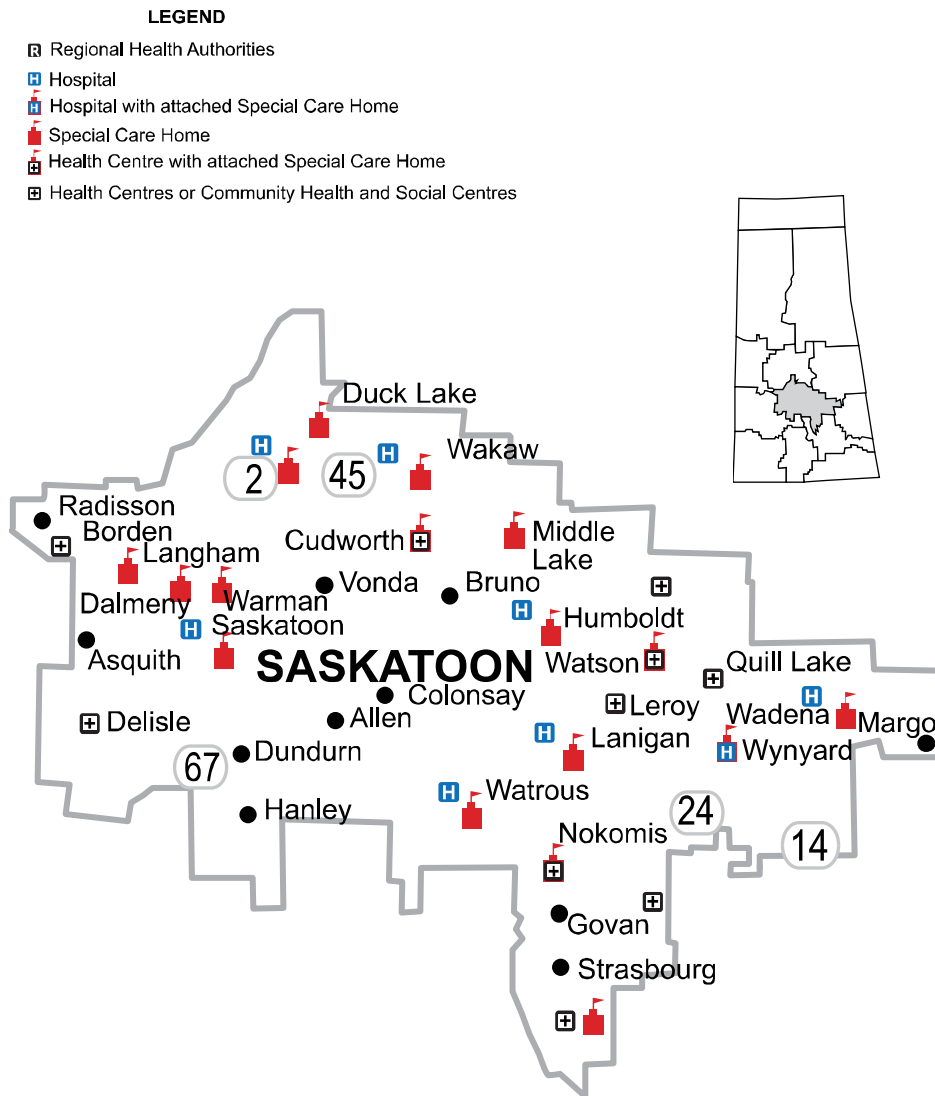 LEGEND
R Regional Health Authorities
H Hospital
H Hospital with attached Special Care Home
Special Care Home
Health Centre with attached Special Care Home
Health Centres or Community Health and Social Centres
Duck Lake
H
H
Wakaw
2
45
Radisson
Borden
Cudworth
Middle
Lake
Langham
Vonda
Bruno
Dalmeny
Warman
H
Humboldt
Saskatoon
H
Asquith
SASKATOON
Watson
Quill Lake
Colonsay
Leroy
H
Wadena
Margo
Delisle
Allen
H
Lanigan
H
Wynyard
Dundurn
67
H
Watrous
Hanley
24
Nokomis
14
Govan
Strasbourg